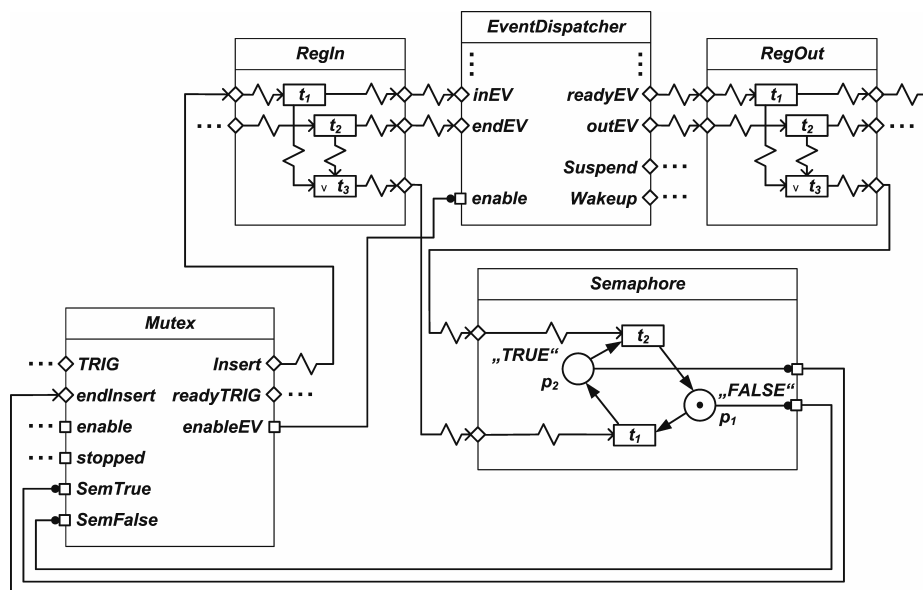 EventDispatcher
RegIn
RegOut
t1
t2
v t3
inEV
endEV
enable
readyEV
outEV
Suspend
Wakeup
t1
t2
v t3
Semaphore
„TRUE“
t2
p2
„FALSE“
p1
t1
Mutex
TRIG
endInsert
enable
stopped
SemTrue
SemFalse
Insert
readyTRIG
enableEV